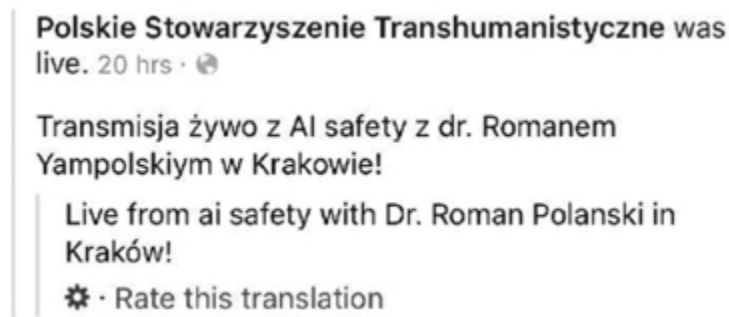 Polskie Stowarzyszenie Transhumanistyczne was
live. 20 hrs ·
Transmisja żywo z AI safety z dr. Romanem
Yampolskiym w Krakowie!
Live from ai safety with Dr. Roman Polanski in
Kraków!
· Rate this translation